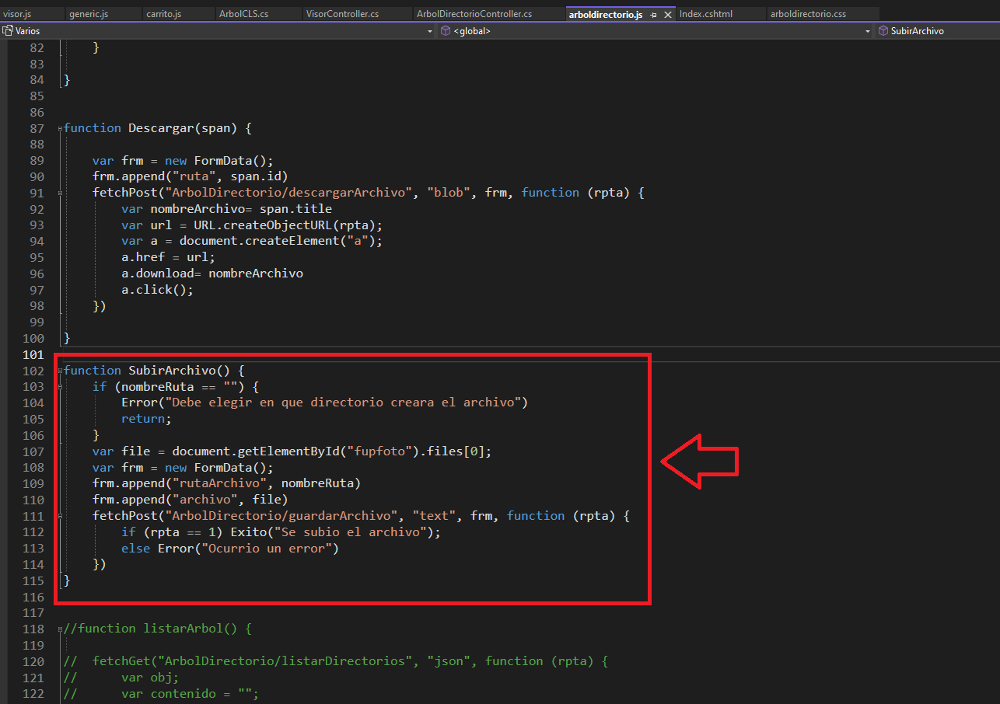 visor.js generic.js carrito.js ArbolCLS.cs VisorController.cs ArbolDirectorioController.cs arboldirectorio.js Index.cshtml arboldirectorio.css
Varios <global> SubirArchivo
82 }
83
84 }
85
86
87 function Descargar(span) {
88
89 var frm = new FormData();
90 frm.append("ruta", span.id)
91 fetchPost("ArbolDirectorio/descargarArchivo", "blob", frm, function (rpta) {
92 var nombreArchivo= span.title
93 var url = URL.createObjectURL(rpta);
94 var a = document.createElement("a");
95 a.href = url;
96 a.download= nombreArchivo
97 a.click();
98 })
99
100 }
101
102 function SubirArchivo() {
103 if (nombreRuta == "") {
104 Error("Debe elegir en que directorio creara el archivo")
105 return;
106 }
107 var file = document.getElementById("fupfoto").files[0];
108 var frm = new FormData();
109 frm.append("rutaArchivo", nombreRuta)
110 frm.append("archivo", file)
111 fetchPost("ArbolDirectorio/guardarArchivo", "text", frm, function (rpta) {
112 if (rpta == 1) Exito("Se subio el archivo");
113 else Error("Ocurrio un error")
114 })
115 }
116
117
118 //function listarArbol() {
119
120 // fetchGet("ArbolDirectorio/listarDirectorios", "json", function (rpta) {
121 // var obj;
122 // var contenido = "";